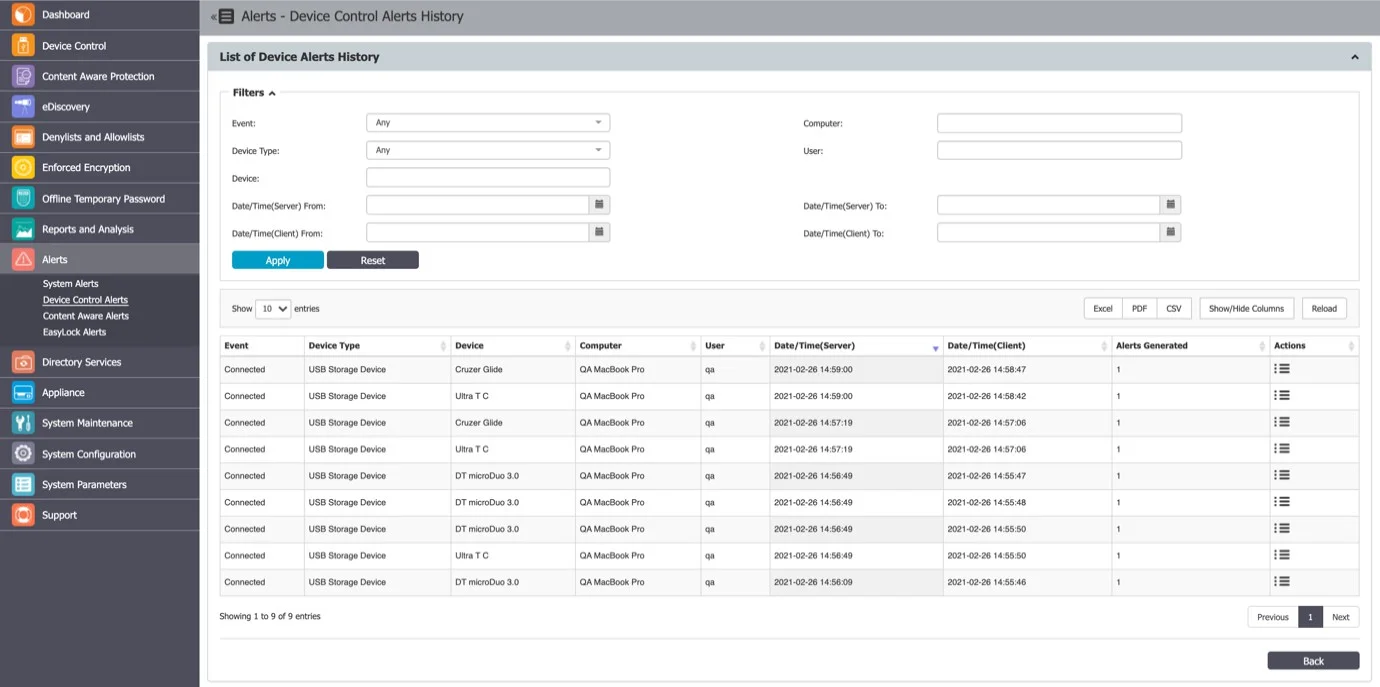 Dashboard
Device Control
Content Aware Protection
eDiscovery
Denylists and Allowlists
Enforced Encryption
Offline Temporary Password
Reports and Analysis
Alerts
System Alerts
Device Control Alerts
Content Aware Alerts
EasyLock Alerts
Directory Services
Appliance
System Maintenance
System Configuration
System Parameters
Support
Alerts - Device Control Alerts History
List of Device Alerts History
Filters
Event: Any Computer:
Device Type: Any User:
Device:
Date/Time(Server) From: Date/Time(Server) To:
Date/Time(Client) From: Date/Time(Client) To:
Apply Reset
Show 10 entries Excel PDF CSV Show/Hide Columns Reload
Event Device Type Device Computer User Date/Time(Server) Date/Time(Client) Alerts Generated Actions
Connected USB Storage Device Cruzer Glide QA MacBook Pro qa 2021-02-26 14:59:00 2021-02-26 14:58:47 1
Connected USB Storage Device Ultra T C QA MacBook Pro qa 2021-02-26 14:59:00 2021-02-26 14:58:42 1
Connected USB Storage Device Cruzer Glide QA MacBook Pro qa 2021-02-26 14:57:19 2021-02-26 14:57:06 1
Connected USB Storage Device Ultra T C QA MacBook Pro qa 2021-02-26 14:57:19 2021-02-26 14:57:06 1
Connected USB Storage Device DT microDuo 3.0 QA MacBook Pro qa 2021-02-26 14:56:49 2021-02-26 14:55:47 1
Connected USB Storage Device DT microDuo 3.0 QA MacBook Pro qa 2021-02-26 14:56:49 2021-02-26 14:55:48 1
Connected USB Storage Device DT microDuo 3.0 QA MacBook Pro qa 2021-02-26 14:56:49 2021-02-26 14:55:50 1
Connected USB Storage Device Ultra T C QA MacBook Pro qa 2021-02-26 14:56:49 2021-02-26 14:55:50 1
Connected USB Storage Device DT microDuo 3.0 QA MacBook Pro qa 2021-02-26 14:56:09 2021-02-26 14:55:46 1
Showing 1 to 9 of 9 entries Previous 1 Next
Back